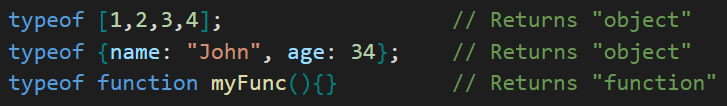 typeof [1,2,3,4];                 // Returns "object"
typeof {name: "John", age: 34};    // Returns "object"
typeof function myFunc(){}         // Returns "function"